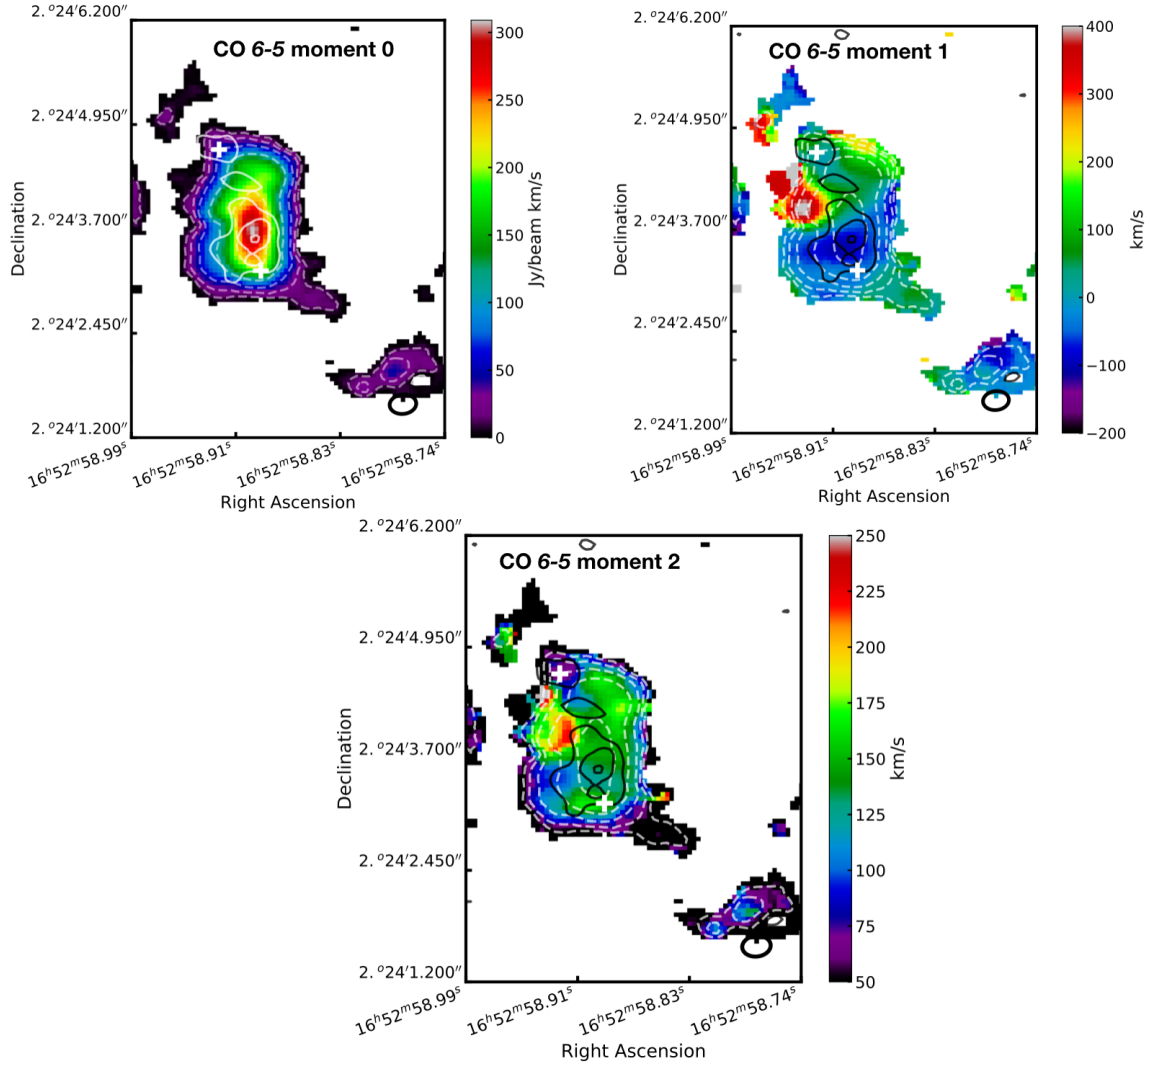 CO 6-5 moment 0
2. °24′6.200″
2. °24′4.950″
2. °24′3.700″
2. °24′2.450″
2. °24′1.200″
Declination
16ʰ52ᵐ58.99ˢ
16ʰ52ᵐ58.91ˢ
16ʰ52ᵐ58.83ˢ
16ʰ52ᵐ58.74ˢ
Right Ascension
300
250
200
150
100
50
0
Jy/beam km/s
CO 6-5 moment 1
2. °24′6.200″
2. °24′4.950″
2. °24′3.700″
2. °24′2.450″
2. °24′1.200″
Declination
16ʰ52ᵐ58.99ˢ
16ʰ52ᵐ58.91ˢ
16ʰ52ᵐ58.83ˢ
16ʰ52ᵐ58.74ˢ
Right Ascension
400
300
200
100
0
−100
−200
km/s
CO 6-5 moment 2
2. °24′6.200″
2. °24′4.950″
2. °24′3.700″
2. °24′2.450″
2. °24′1.200″
Declination
16ʰ52ᵐ58.99ˢ
16ʰ52ᵐ58.91ˢ
16ʰ52ᵐ58.83ˢ
16ʰ52ᵐ58.74ˢ
Right Ascension
250
225
200
175
150
125
100
75
50
km/s